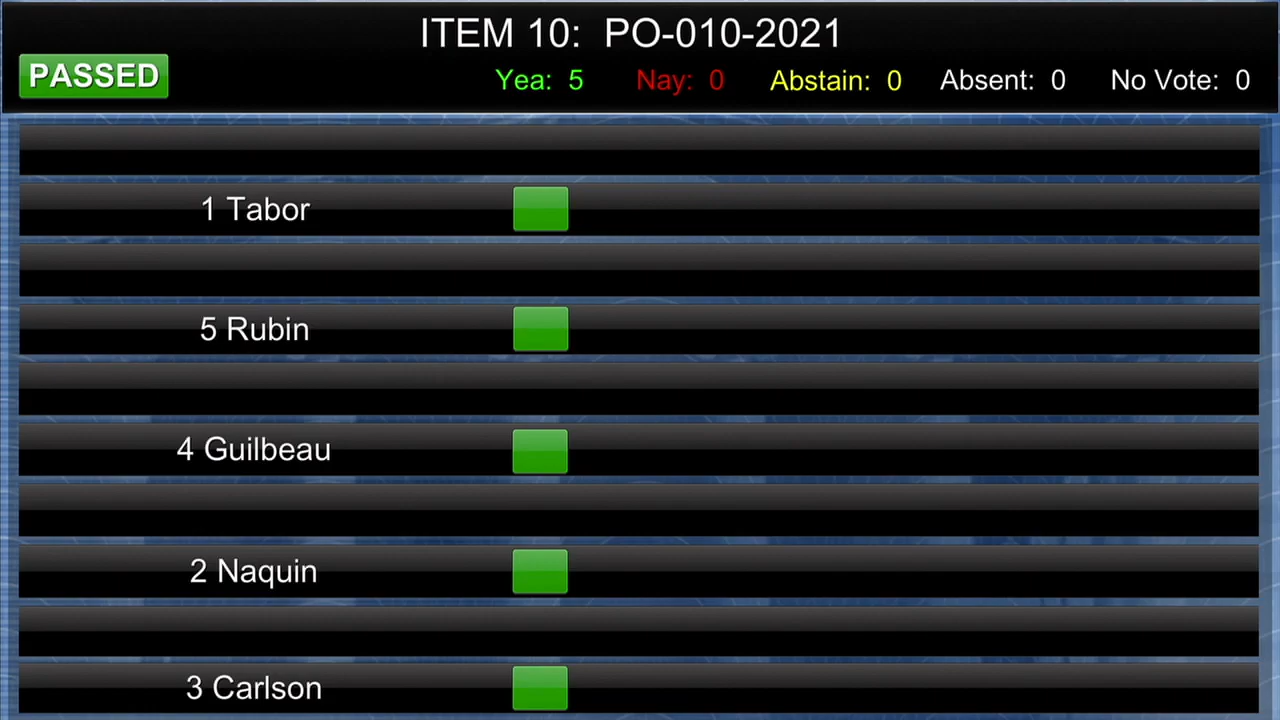 ITEM 10: PO-010-2021
PASSED
Yea: 5 Nay: 0 Abstain: 0 Absent: 0 No Vote: 0
1 Tabor
5 Rubin
4 Guilbeau
2 Naquin
3 Carlson